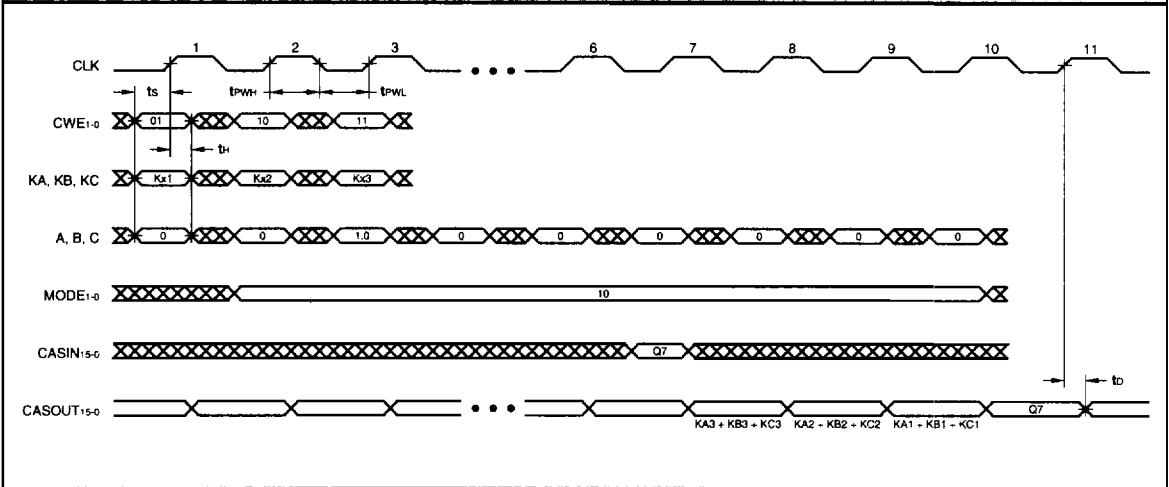 1 2 3 6 7 8 9 10 11
CLK
tS tPWH tPWL
CWE1-0 01 10 11
tH
KA, KB, KC Kx1 Kx2 Kx3
A, B, C 0 0 1.0 0 0 0 0 0 0
MODE1-0 10
CASIN15-0 Q7
tD
CASOUT15-0 Q7
KA3 + KB3 + KC3 KA2 + KB2 + KC2 KA1 + KB1 + KC1